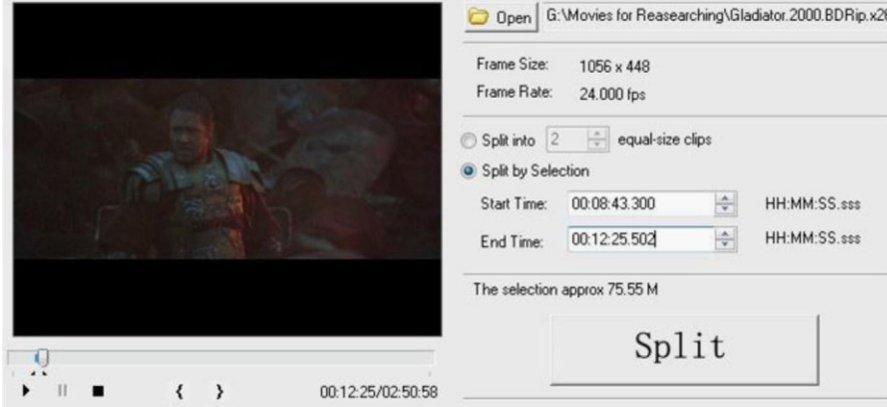 Open G:\Movies for Reasearching\Gladiator.2000.BDRip.x26
Frame Size: 1056 x 448
Frame Rate: 24.000 fps
Split into 2 equal-size clips
Split by Selection
Start Time: 00:08:43.300 HH:MM:SS.sss
End Time: 00:12:25.502 HH:MM:SS.sss
The selection approx 75.55 M
Split
{ } 00:12:25/02:50:58